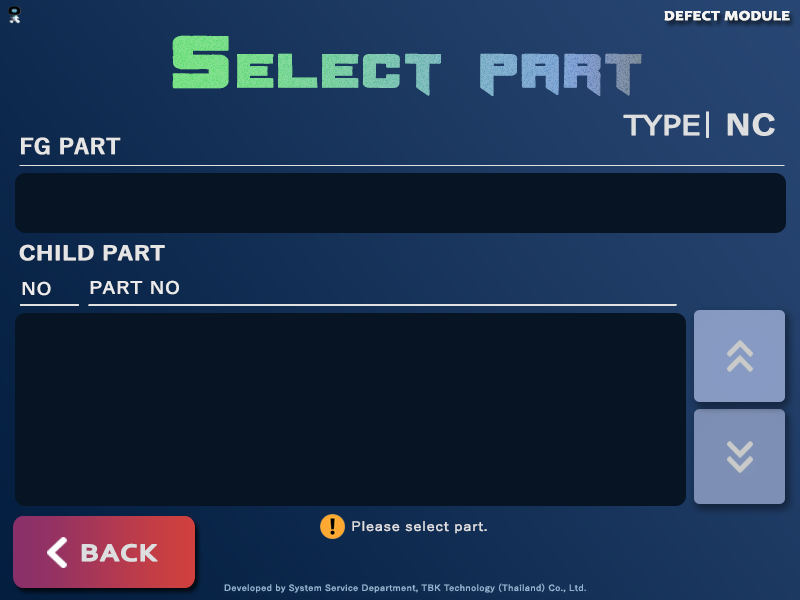 DEFECT MODULE
Select part
TYPE| NC
FG PART
CHILD PART
NO PART NO
! Please select part.
BACK
Developed by System Service Department, TBK Technology (Thailand) Co., Ltd.